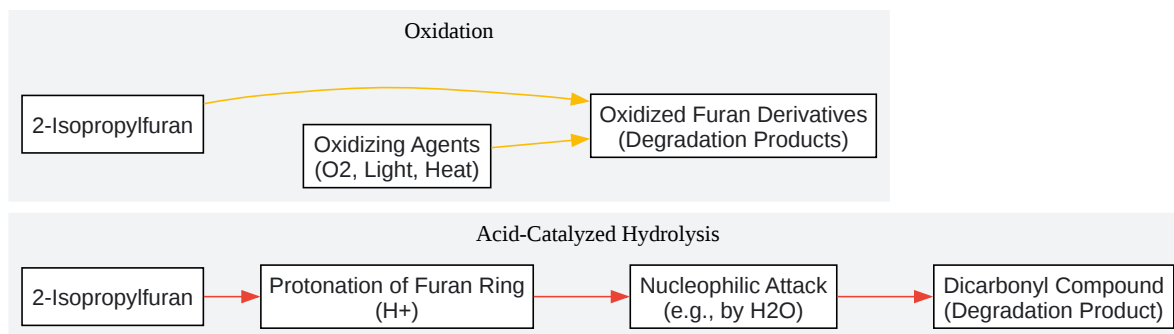 Oxidation
2-Isopropylfuran
Oxidizing Agents
(O2, Light, Heat)
Oxidized Furan Derivatives
(Degradation Products)
Acid-Catalyzed Hydrolysis
2-Isopropylfuran
Protonation of Furan Ring
(H+)
Nucleophilic Attack
(e.g., by H2O)
Dicarbonyl Compound
(Degradation Product)